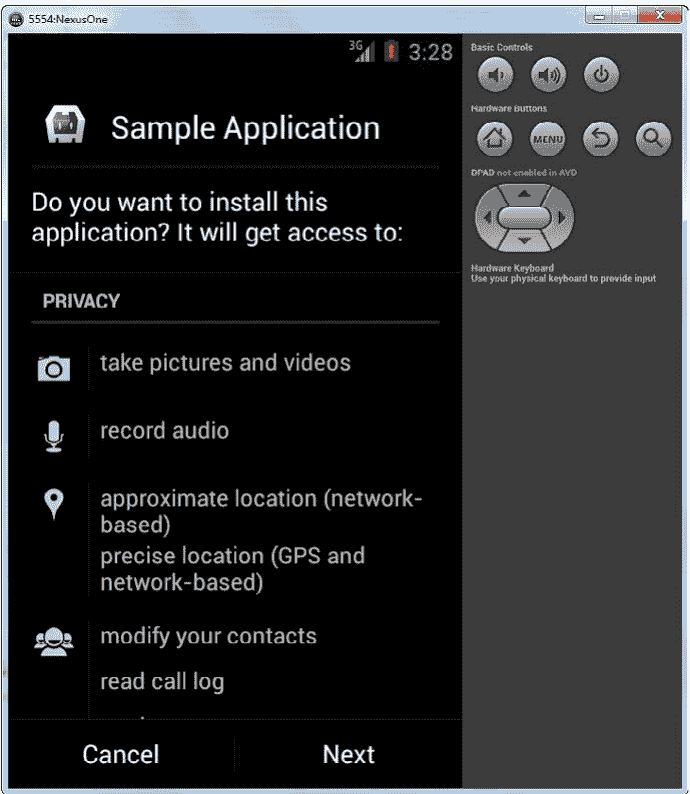 5554:NexusOne
3G
3:28
Sample Application
Do you want to install this
application? It will get access to:
PRIVACY
take pictures and videos
record audio
approximate location (network-
based)
precise location (GPS and
network-based)
modify your contacts
read call log
Cancel
Next
Basic Controls
Hardware Buttons
MENU
DPAD not enabled in AVD
Hardware Keyboard
Use your physical keyboard to provide input